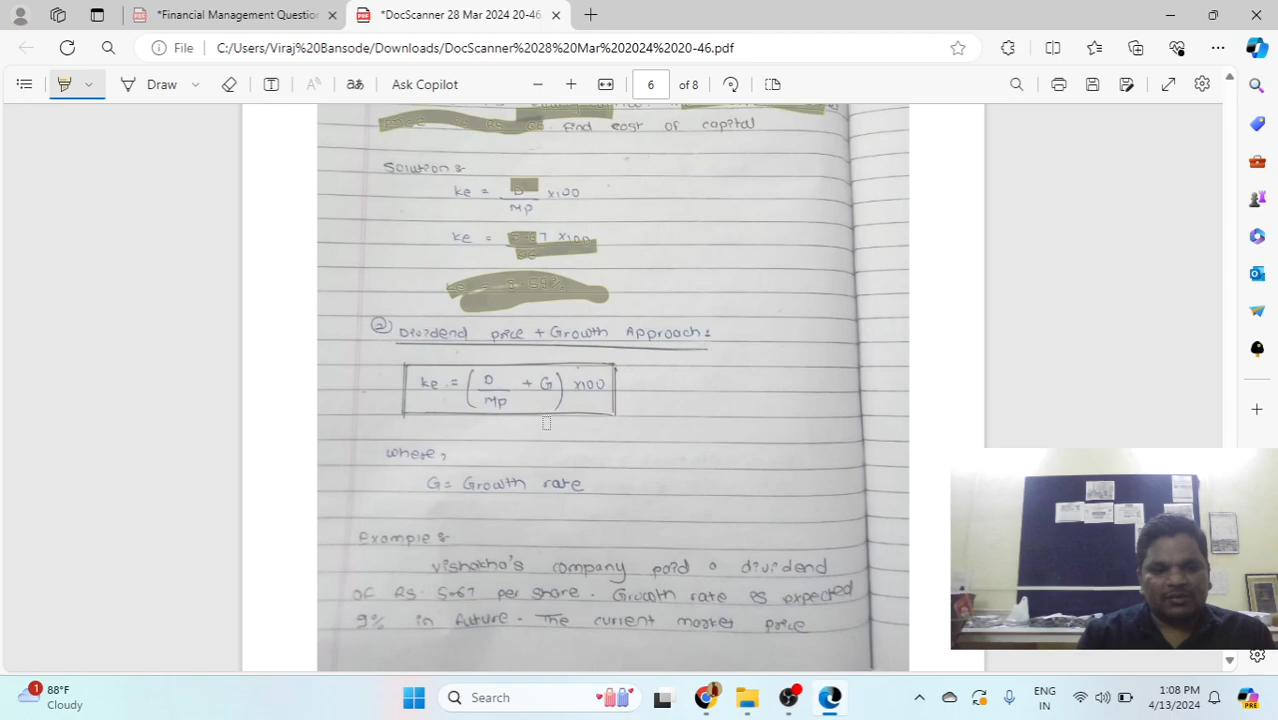 *Financial Management Question
*DocScanner 28 Mar 2024 20-46.
File
C:/Users/Viraj%20Bansode/Downloads/DocScanner%2028%20Mar%202024%2020-46.pdf
Draw
Ask Copilot
6 of 8
find cost of capital
Solution :
ke = D x100
MP
ke = 7 x100
② Dividend price + Growth Approach :
ke = ( D + G ) x100
MP
where,
G = Growth rate
Example :
Vishakha's company paid a dividend
of Rs. 5.67 per share. Growth rate is expected
9% in future. The current market price
1
88°F
Cloudy
Search
ENG
IN
1:08 PM
4/13/2024
PRE